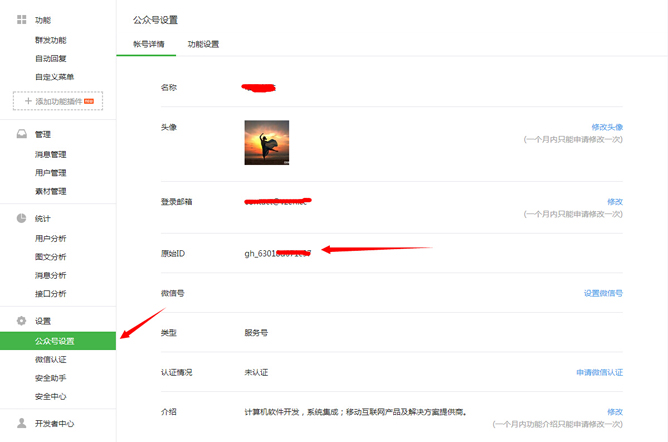 功能
群发功能
自动回复
自定义菜单
添加功能插件
管理
消息管理
用户管理
素材管理
统计
用户分析
图文分析
消息分析
接口分析
设置
公众号设置
微信认证
安全助手
安全中心
开发者中心
公众号设置
帐号详情 功能设置
名称
头像 修改头像
(一个月内只能申请修改一次)
登录邮箱 修改
(一个月内只能申请修改一次)
原始ID
微信号 设置微信号
类型 服务号
认证情况 未认证 申请微信认证
介绍 计算机软件开发，系统集成；移动互联网产品及解决方案提供商。 修改
(一个月内功能介绍只能申请修改一次)